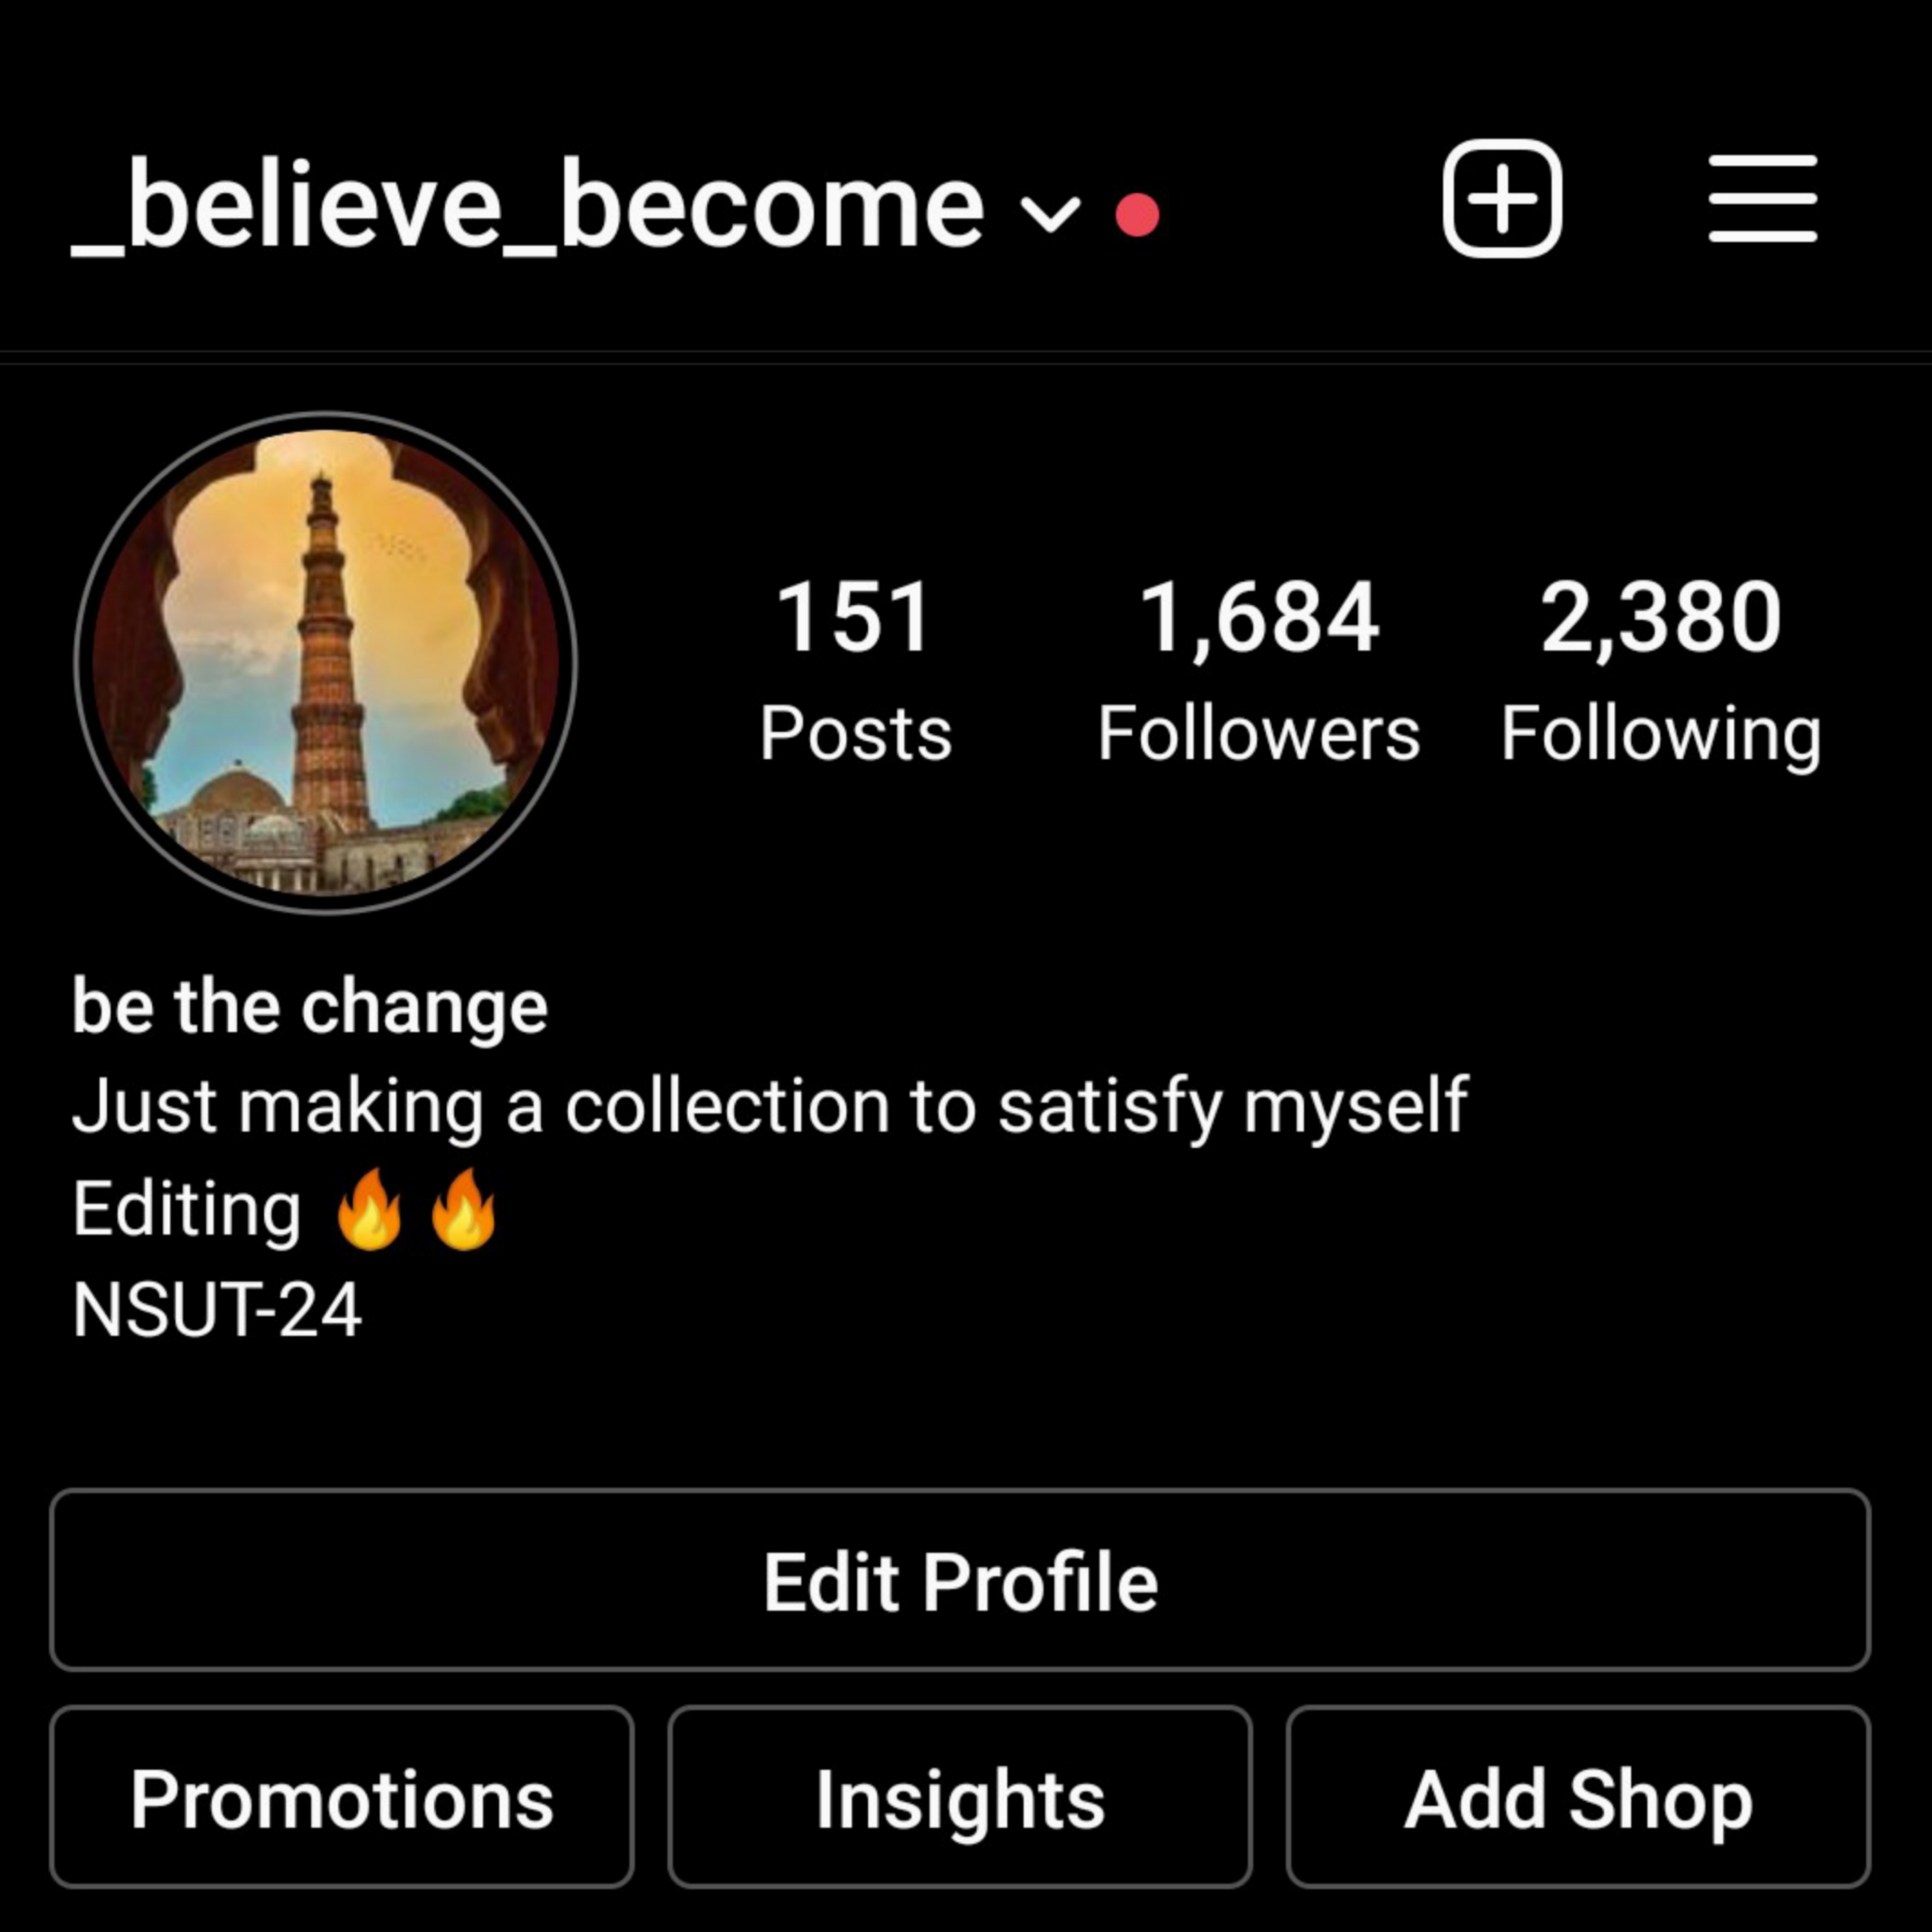 _believe_become
151 1,684 2,380
Posts Followers Following
be the change
Just making a collection to satisfy myself
Editing 🔥🔥
NSUT-24
Edit Profile
Promotions Insights Add Shop